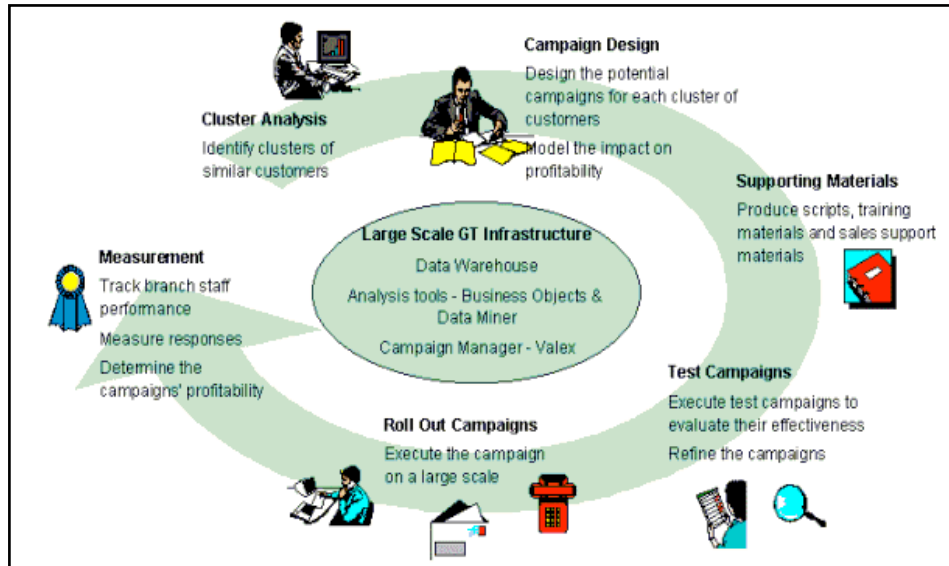 Cluster Analysis
Identify clusters of
similar customers
Campaign Design
Design the potential
campaigns for each cluster of
customers
Model the impact on
profitability
Supporting Materials
Produce scripts, training
materials and sales support
materials
Test Campaigns
Execute test campaigns to
evaluate their effectiveness
Refine the campaigns
Roll Out Campaigns
Execute the campaign
on a large scale
Measurement
Track branch staff
performance
Measure responses
Determine the
campaigns' profitability
Large Scale GT Infrastructure
Data Warehouse
Analysis tools - Business Objects &
Data Miner
Campaign Manager - Valex